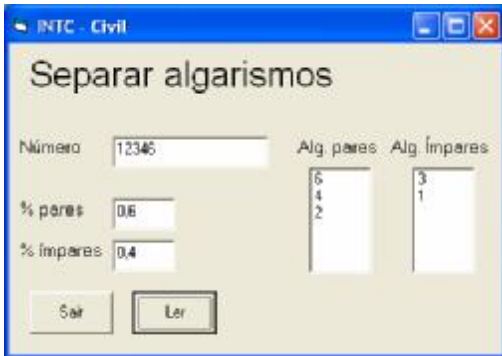 INTC - Civil
Separar algarismos
Número 12346
Alg. pares Alg. Ímpares
6 3
4 1
2
% pares 0,6
% ímpares 0,4
Sair Ler